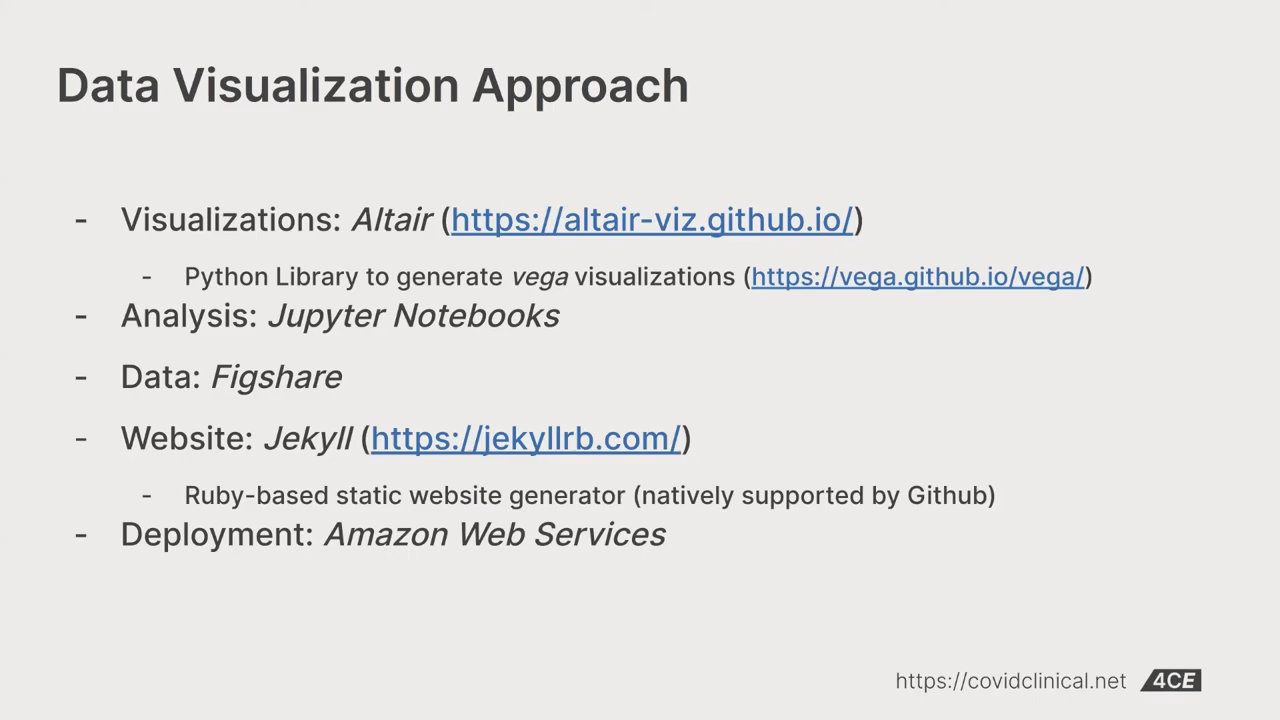 Data Visualization Approach
- Visualizations: Altair (https://altair-viz.github.io/)
- Python Library to generate vega visualizations (https://vega.github.io/vega/)
- Analysis: Jupyter Notebooks
- Data: Figshare
- Website: Jekyll (https://jekyllrb.com/)
- Ruby-based static website generator (natively supported by Github)
- Deployment: Amazon Web Services
https://covidclinical.net 4CE